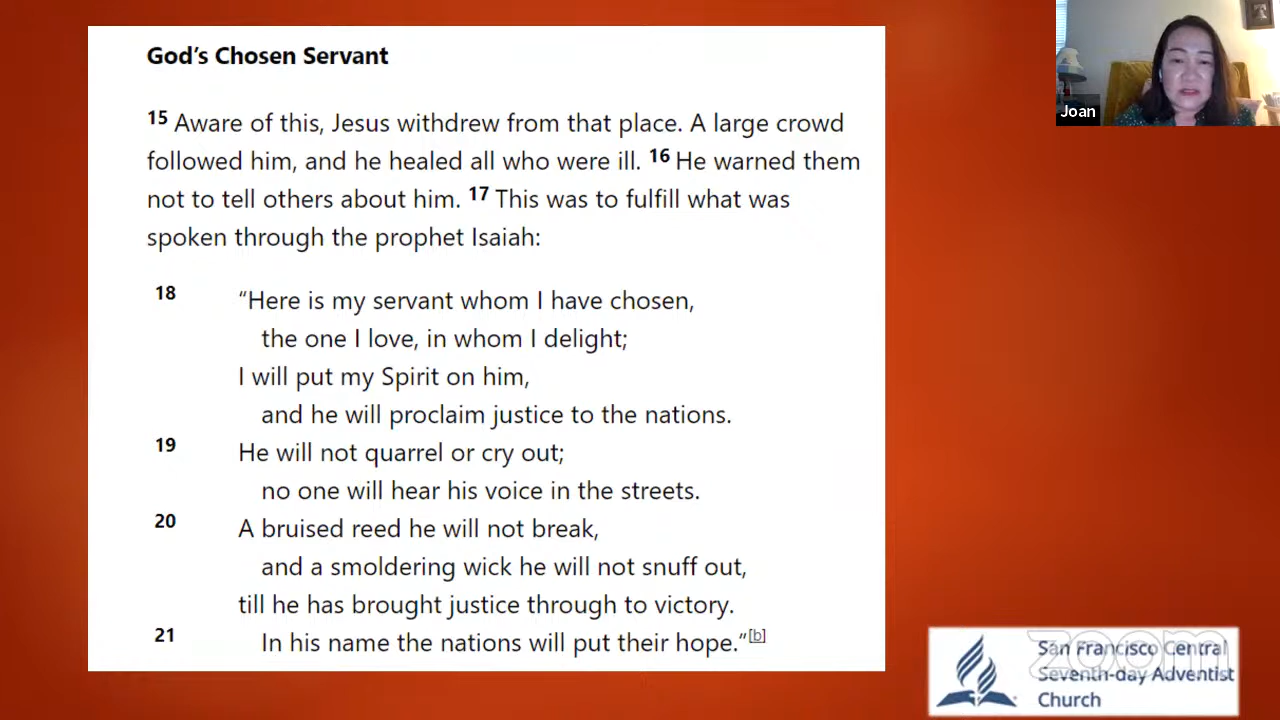 God's Chosen Servant
15 Aware of this, Jesus withdrew from that place. A large crowd
followed him, and he healed all who were ill. 16 He warned them
not to tell others about him. 17 This was to fulfill what was
spoken through the prophet Isaiah:
18 “Here is my servant whom I have chosen,
the one I love, in whom I delight;
I will put my Spirit on him,
and he will proclaim justice to the nations.
19 He will not quarrel or cry out;
no one will hear his voice in the streets.
20 A bruised reed he will not break,
and a smoldering wick he will not snuff out,
till he has brought justice through to victory.
21 In his name the nations will put their hope.”[b]
Joan
zoom
San Francisco Central
Seventh-day Adventist
Church